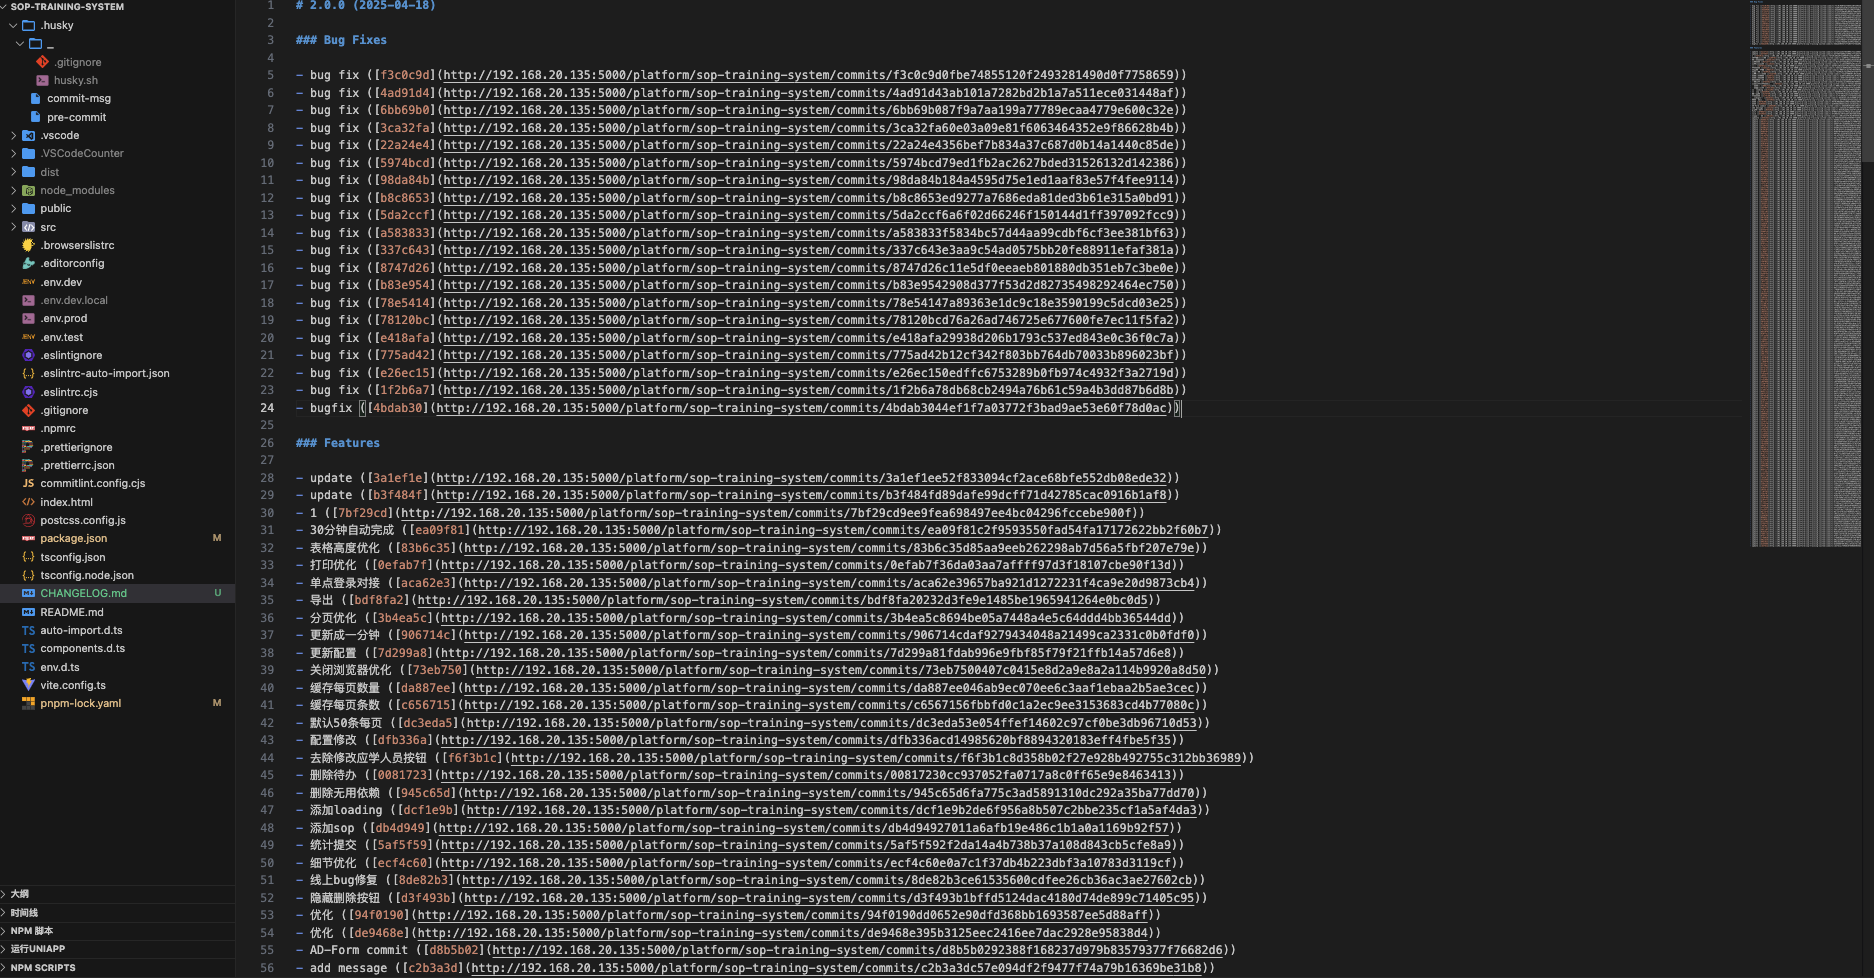 SOP-TRAINING-SYSTEM
.husky
_
.gitignore
husky.sh
commit-msg
pre-commit
.vscode
.VSCodeCounter
dist
node_modules
public
src
.browserslistrc
.editorconfig
.env.dev
.env.dev.local
.env.prod
.env.test
.eslintignore
.eslintrc-auto-import.json
.eslintrc.cjs
.gitignore
.npmrc
.prettierignore
.prettierrc.json
commitlint.config.cjs
index.html
postcss.config.js
package.json M
tsconfig.json
tsconfig.node.json
CHANGELOG.md U
README.md
auto-import.d.ts
components.d.ts
env.d.ts
vite.config.ts
pnpm-lock.yaml M
大纲
时间线
NPM 脚本
运行UNIAPP
NPM SCRIPTS
1 # 2.0.0 (2025-04-18)
2
3 ### Bug Fixes
4
5 - bug fix ([f3c0c9d](http://192.168.20.135:5000/platform/sop-training-system/commits/f3c0c9d0fbe74855120f2493281490d0f7758659))
6 - bug fix ([4ad91d4](http://192.168.20.135:5000/platform/sop-training-system/commits/4ad91d43ab101a7282bd2b1a7a511ece031448af))
7 - bug fix ([6bb69b0](http://192.168.20.135:5000/platform/sop-training-system/commits/6bb69b087f9a7aa199a77789ecaa4779e600c32e))
8 - bug fix ([3ca32fa](http://192.168.20.135:5000/platform/sop-training-system/commits/3ca32fa60e03a09e81f6063464352e9f86628b4b))
9 - bug fix ([22a24e4](http://192.168.20.135:5000/platform/sop-training-system/commits/22a24e4356bef7b834a37c687d0b14a1440c85de))
10 - bug fix ([5974bcd](http://192.168.20.135:5000/platform/sop-training-system/commits/5974bcd79ed1fb2ac2627bded31526132d142386))
11 - bug fix ([98da84b](http://192.168.20.135:5000/platform/sop-training-system/commits/98da84b184a4595d75e1ed1aaf83e57f4fee9114))
12 - bug fix ([b8c8653](http://192.168.20.135:5000/platform/sop-training-system/commits/b8c8653ed9277a7686eda81ded3b61e315a0bd91))
13 - bug fix ([5da2ccf](http://192.168.20.135:5000/platform/sop-training-system/commits/5da2ccf6a6f02d66246f150144d1ff397092fcc9))
14 - bug fix ([a583833](http://192.168.20.135:5000/platform/sop-training-system/commits/a583833f5834bc57d44aa99cdbf6cf3ee381bf63))
15 - bug fix ([337c643](http://192.168.20.135:5000/platform/sop-training-system/commits/337c643e3aa9c54ad0575bb20fe88911efaf381a))
16 - bug fix ([8747d26](http://192.168.20.135:5000/platform/sop-training-system/commits/8747d26c11e5df0eeaeb801880db351eb7c3be0e))
17 - bug fix ([b83e954](http://192.168.20.135:5000/platform/sop-training-system/commits/b83e9542908d377f53d2d82735498292464ec750))
18 - bug fix ([78e5414](http://192.168.20.135:5000/platform/sop-training-system/commits/78e54147a89363e1dc9c18e3590199c5dcd03e25))
19 - bug fix ([78120bc](http://192.168.20.135:5000/platform/sop-training-system/commits/78120bcd76a26ad746725e677600fe7ec11f5fa2))
20 - bug fix ([e418afa](http://192.168.20.135:5000/platform/sop-training-system/commits/e418afa29938d206b1793c537ed843e0c36f0c7a))
21 - bug fix ([775ad42](http://192.168.20.135:5000/platform/sop-training-system/commits/775ad42b12cf342f803bb764db70033b896023bf))
22 - bug fix ([e26ec15](http://192.168.20.135:5000/platform/sop-training-system/commits/e26ec150edffc6753289b0fb974c4932f3a2719d))
23 - bug fix ([1f2b6a7](http://192.168.20.135:5000/platform/sop-training-system/commits/1f2b6a78db68cb2494a76b61c59a4b3dd87b6d8b))
24 - bugfix ([4bdab30](http://192.168.20.135:5000/platform/sop-training-system/commits/4bdab3044ef1f7a03772f3bad9ae53e60f78d0ac))
25
26 ### Features
27
28 - update ([3a1ef1e](http://192.168.20.135:5000/platform/sop-training-system/commits/3a1ef1ee52f833094cf2ace68bfe552db08ede32))
29 - update ([b3f484f](http://192.168.20.135:5000/platform/sop-training-system/commits/b3f484fd89dafe99dcff71d42785cac0916b1af8))
30 - 1 ([7bf29cd](http://192.168.20.135:5000/platform/sop-training-system/commits/7bf29cd9ee9fea698497ee4bc04296fccebe900f))
31 - 30分钟自动完成 ([ea09f81](http://192.168.20.135:5000/platform/sop-training-system/commits/ea09f81c2f9593550fad54fa17172622bb2f60b7))
32 - 表格高度优化 ([83b6c35](http://192.168.20.135:5000/platform/sop-training-system/commits/83b6c35d85aa9eeb262298ab7d56a5fbf207e79e))
33 - 打印优化 ([0efab7f](http://192.168.20.135:5000/platform/sop-training-system/commits/0efab7f36da03aa7affff97d3f18107cbe90f13d))
34 - 单点登录对接 ([aca62e3](http://192.168.20.135:5000/platform/sop-training-system/commits/aca62e39657ba921d1272231f4ca9e20d9873cb4))
35 - 导出 ([bdf8fa2](http://192.168.20.135:5000/platform/sop-training-system/commits/bdf8fa20232d3fe9e1485be1965941264e0bc0d5))
36 - 分页优化 ([3b4ea5c](http://192.168.20.135:5000/platform/sop-training-system/commits/3b4ea5c8694be05a7448a4e5c64ddd4bb36544dd))
37 - 更新成一分钟 ([906714c](http://192.168.20.135:5000/platform/sop-training-system/commits/906714cdaf9279434048a21499ca2331c0b0fdf0))
38 - 更新配置 ([7d299a8](http://192.168.20.135:5000/platform/sop-training-system/commits/7d299a81fdab996e9fbf85f79f21ffb14a57d6e8))
39 - 关闭浏览器优化 ([73eb750](http://192.168.20.135:5000/platform/sop-training-system/commits/73eb7500407c0415e8d2a9e8a2a114b9920a8d50))
40 - 缓存每页数量 ([da887ee](http://192.168.20.135:5000/platform/sop-training-system/commits/da887ee046ab9ec070ee6c3aaf1ebaa2b5ae3cec))
41 - 缓存每页条数 ([c656715](http://192.168.20.135:5000/platform/sop-training-system/commits/c6567156fbbfd0c1a2ec9ee3153683cd4b77080c))
42 - 默认50条每页 ([dc3eda5](http://192.168.20.135:5000/platform/sop-training-system/commits/dc3eda53e054ffef14602c97cf0be3db96710d53))
43 - 配置修改 ([dfb336a](http://192.168.20.135:5000/platform/sop-training-system/commits/dfb336acd14985620bf8894320183eff4fbe5f35))
44 - 去除修改应学人员按钮 ([f6f3b1c](http://192.168.20.135:5000/platform/sop-training-system/commits/f6f3b1c8d358b02f27e928b492755c312bb36989))
45 - 删除待办 ([0081723](http://192.168.20.135:5000/platform/sop-training-system/commits/00817230cc937052fa0717a8c0ff65e9e8463413))
46 - 删除无用依赖 ([945c65d](http://192.168.20.135:5000/platform/sop-training-system/commits/945c65d6fa775c3ad5891310dc292a35ba77dd70))
47 - 添加loading ([dcf1e9b](http://192.168.20.135:5000/platform/sop-training-system/commits/dcf1e9b2de6f956a8b507c2bbe235cf1a5af4da3))
48 - 添加sop ([db4d949](http://192.168.20.135:5000/platform/sop-training-system/commits/db4d94927011a6afb19e486c1b1a0a1169b92f57))
49 - 统计提交 ([5af5f59](http://192.168.20.135:5000/platform/sop-training-system/commits/5af5f592f2da14a4b738b37a108d843cb5cfe8a9))
50 - 细节优化 ([ecf4c60](http://192.168.20.135:5000/platform/sop-training-system/commits/ecf4c60e0a7c1f37db4b223dbf3a10783d3119cf))
51 - 线上bug修复 ([8de82b3](http://192.168.20.135:5000/platform/sop-training-system/commits/8de82b3ce61535600cdfee26cb36ac3ae27602cb))
52 - 隐藏删除按钮 ([d3f493b](http://192.168.20.135:5000/platform/sop-training-system/commits/d3f493b1bffd5124dac4180d74de899c71405c95))
53 - 优化 ([94f0190](http://192.168.20.135:5000/platform/sop-training-system/commits/94f0190dd0652e90dfd368bb1693587ee5d88aff))
54 - 优化 ([de9468e](http://192.168.20.135:5000/platform/sop-training-system/commits/de9468e395b3125eec2416ee7dac2928e95838d4))
55 - AD-Form commit ([d8b5b02](http://192.168.20.135:5000/platform/sop-training-system/commits/d8b5b0292388f168237d979b83579377f76682d6))
56 - add message ([c2b3a3d](http://192.168.20.135:5000/platform/sop-training-system/commits/c2b3a3dc57e094df2f9477f74a79b16369be31b8))